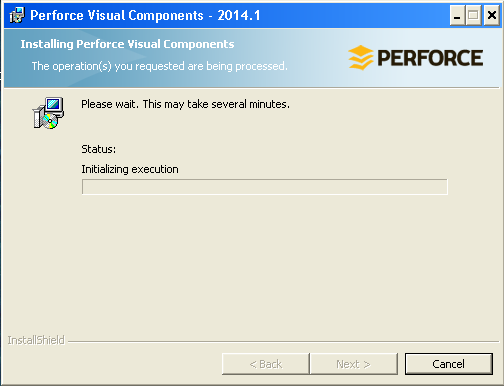 Perforce Visual Components - 2014.1
Installing Perforce Visual Components
The operation(s) you requested are being processed.
PERFORCE
Please wait. This may take several minutes.
Status:
Initializing execution
InstallShield
< Back
Next >
Cancel